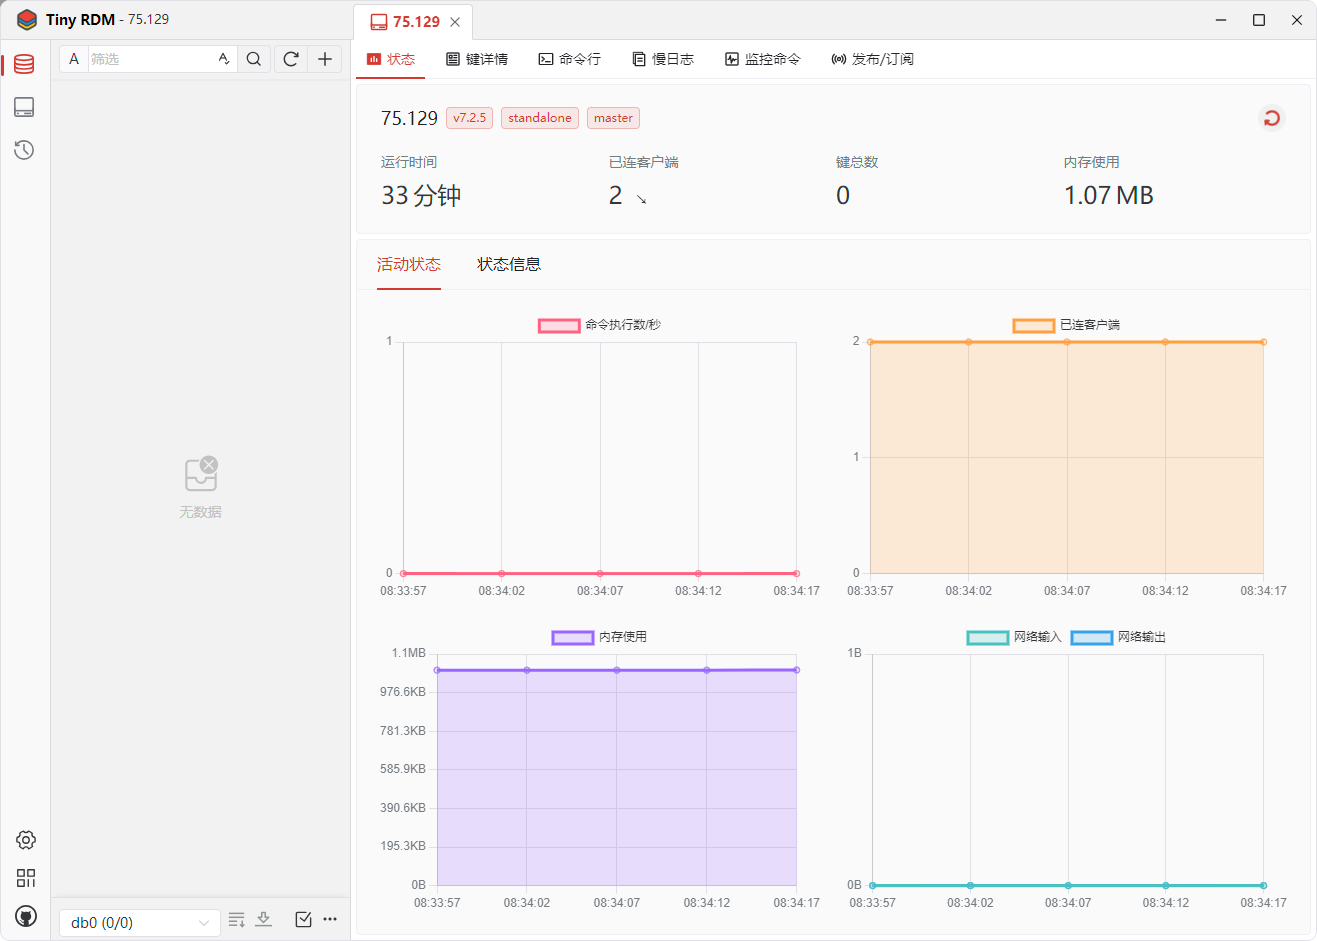 Tiny RDM - 75.129
75.129
A 筛选
状态 键详情 命令行 慢日志 监控命令 发布/订阅
75.129 v7.2.5 standalone master
运行时间 已连客户端 键总数 内存使用
33 分钟 2 0 1.07 MB
活动状态 状态信息
命令执行数/秒
1
0
08:33:57 08:34:02 08:34:07 08:34:12 08:34:17
已连客户端
2
1
0
08:33:57 08:34:02 08:34:07 08:34:12 08:34:17
内存使用
1.1MB
976.6KB
781.3KB
585.9KB
390.6KB
195.3KB
0B
08:33:57 08:34:02 08:34:07 08:34:12 08:34:17
网络输入 网络输出
1B
0B
08:33:57 08:34:02 08:34:07 08:34:12 08:34:17
无数据
db0 (0/0)